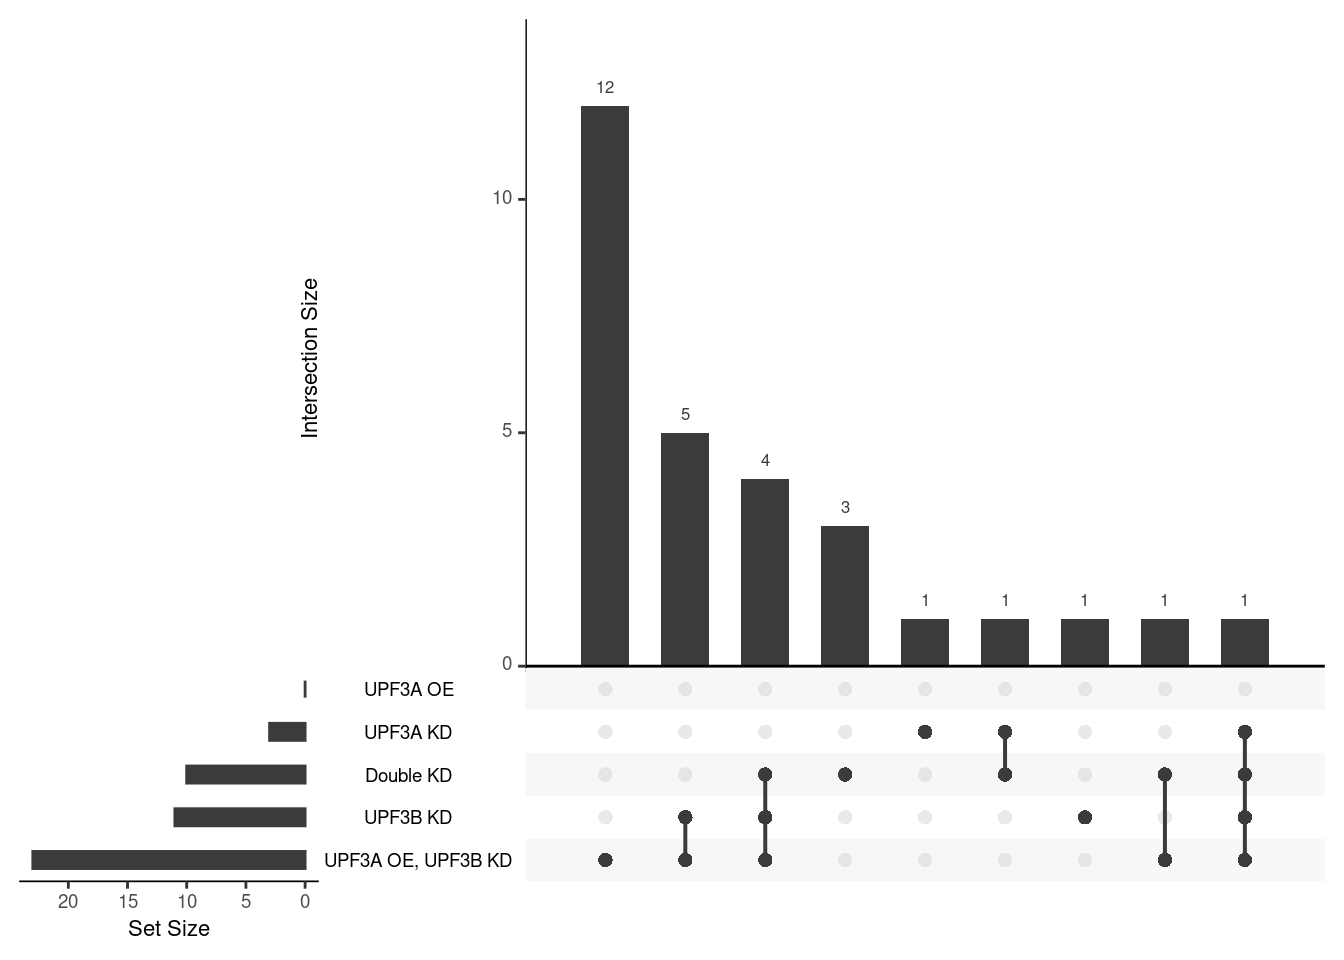 12
10
5
4
3
1 1 1 1 1
5
0
Intersection Size
UPF3A OE
UPF3A KD
Double KD
UPF3B KD
UPF3A OE, UPF3B KD
20 15 10 5 0
Set Size